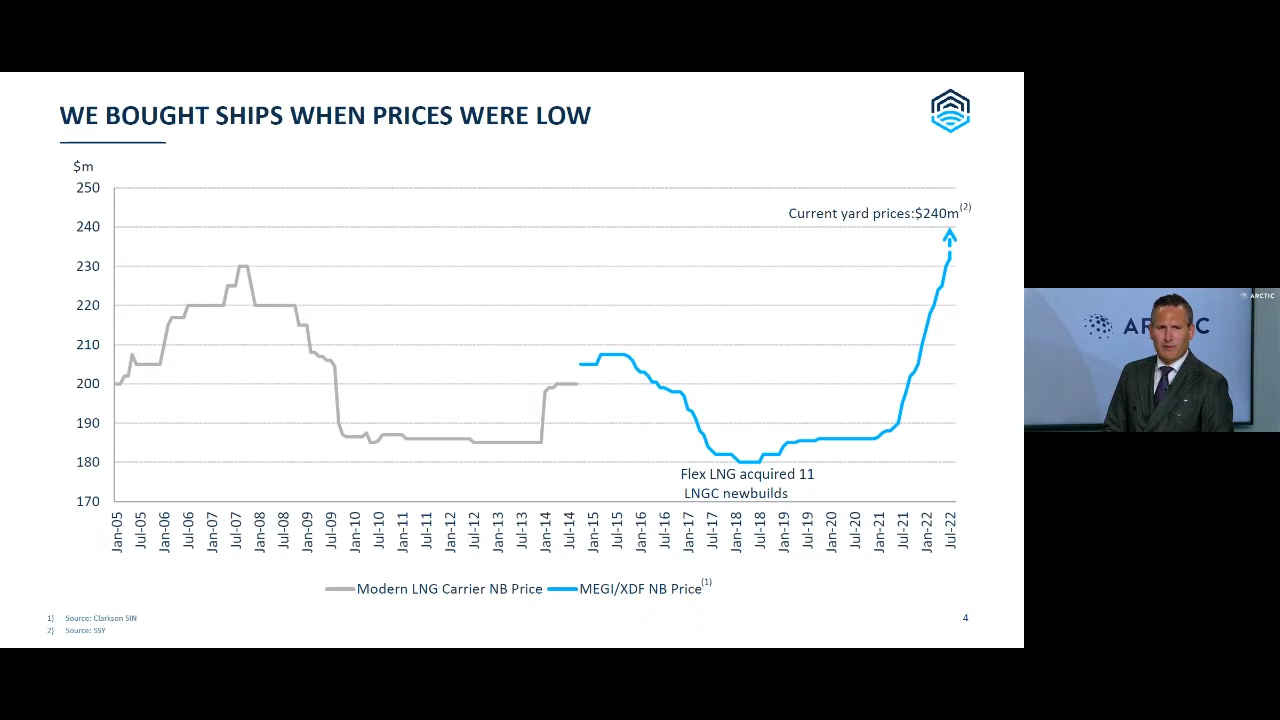 WE BOUGHT SHIPS WHEN PRICES WERE LOW
$m
250
240
230
220
210
200
190
180
170
Current yard prices:$240m(2)
Flex LNG acquired 11
LNGC newbuilds
Jan-05
Jul-05
Jan-06
Jul-06
Jan-07
Jul-07
Jan-08
Jul-08
Jan-09
Jul-09
Jan-10
Jul-10
Jan-11
Jul-11
Jan-12
Jul-12
Jan-13
Jul-13
Jan-14
Jul-14
Jan-15
Jul-15
Jan-16
Jul-16
Jan-17
Jul-17
Jan-18
Jul-18
Jan-19
Jul-19
Jan-20
Jul-20
Jan-21
Jul-21
Jan-22
Jul-22
Modern LNG Carrier NB Price
MEGI/XDF NB Price(1)
1) Source: Clarkson SIN
2) Source: SSY
4
ARCTIC